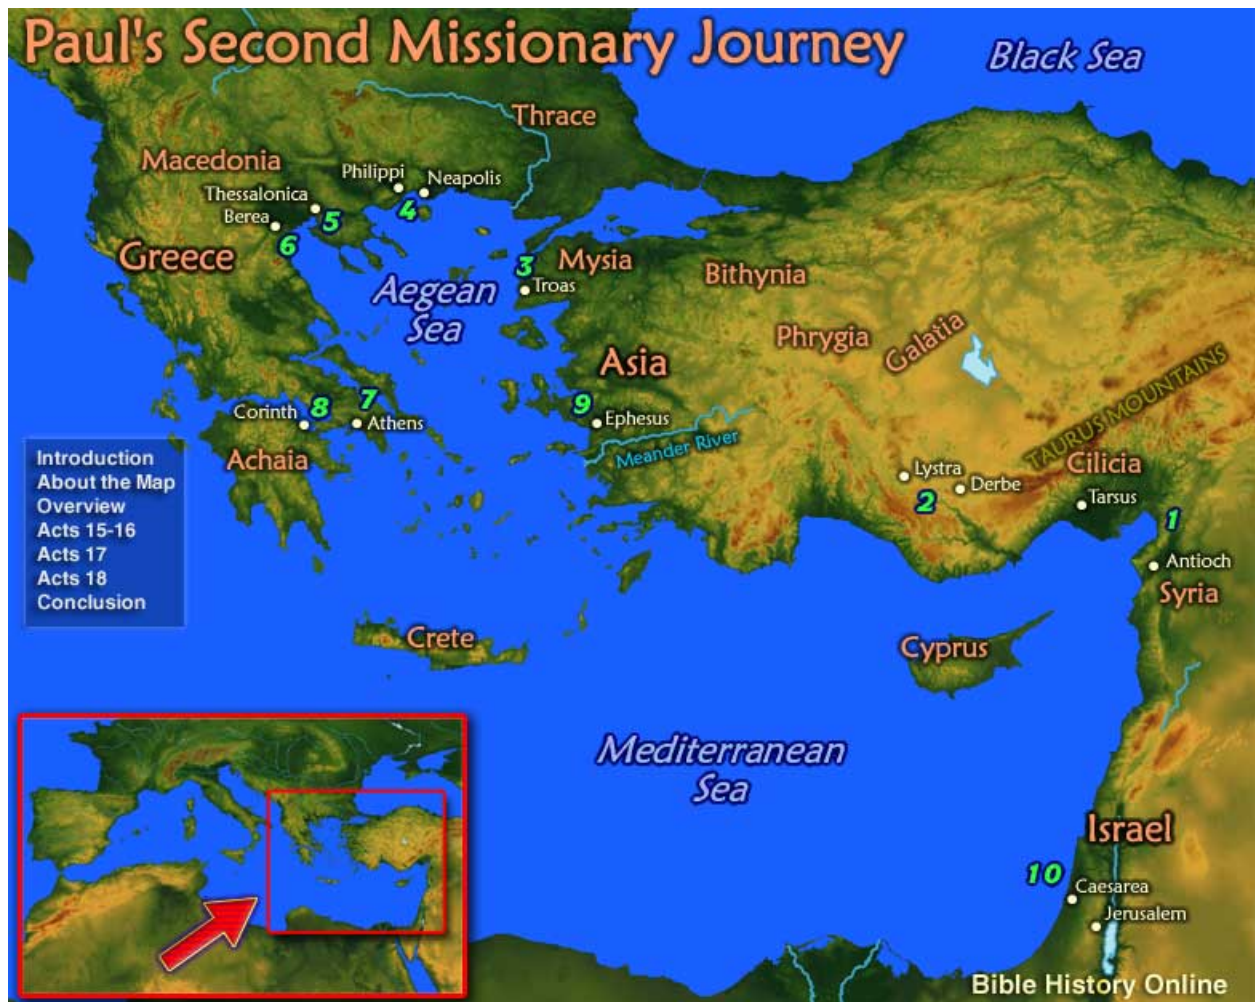 Paul's Second Missionary Journey
Black Sea
Thrace
Macedonia
Philippi
Neapolis
Thessalonica
Berea
4
5
6
Greece
3
Mysia
Troas
Aegean
Sea
Bithynia
Phrygia
Galatia
Asia
TAURUS MOUNTAINS
Corinth
8
7
Athens
9
Ephesus
Meander River
Achaia
Lystra
Derbe
2
Cilicia
Tarsus
1
Antioch
Syria
Introduction
About the Map
Overview
Acts 15-16
Acts 17
Acts 18
Conclusion
Crete
Cyprus
Mediterranean
Sea
Israel
10
Caesarea
Jerusalem
Bible History Online